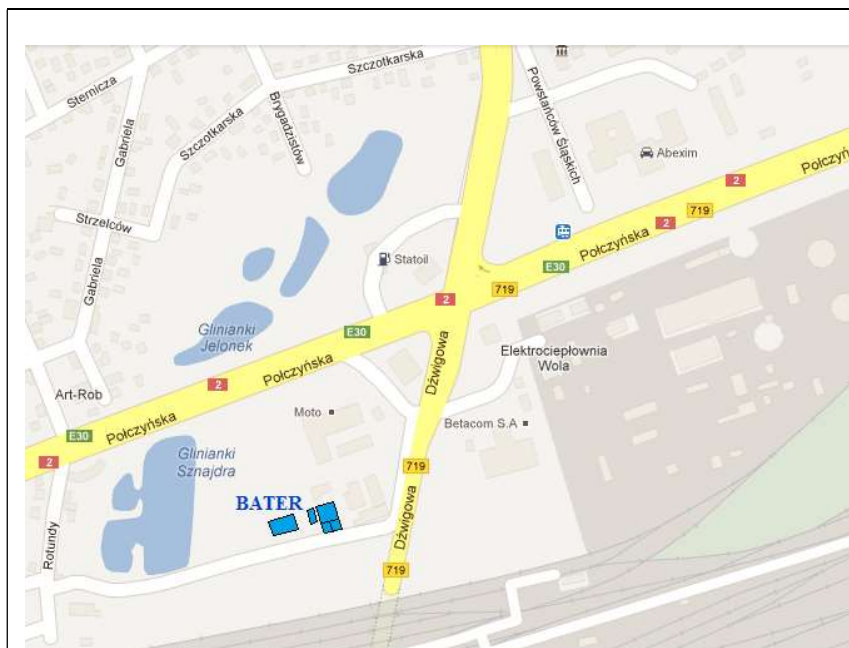 Sternicza
Szczotkarska
Gabriela
Brygadzistów
Szczotkarska
Powstańców Śląskich
Abexim
Połczyńska
2
719
2
Połczyńska
E30
719
Strzelców
Statoil
Gabriela
2
Glinianki
Jelonek
E30
Połczyńska
Dźwigowa
Elektrociepłownia
Wola
2
Art-Rob
Połczyńska
E30
2
Moto
Betacom S.A
Glinianki
Sznajdra
719
BATER
Rotundy
Dźwigowa
719